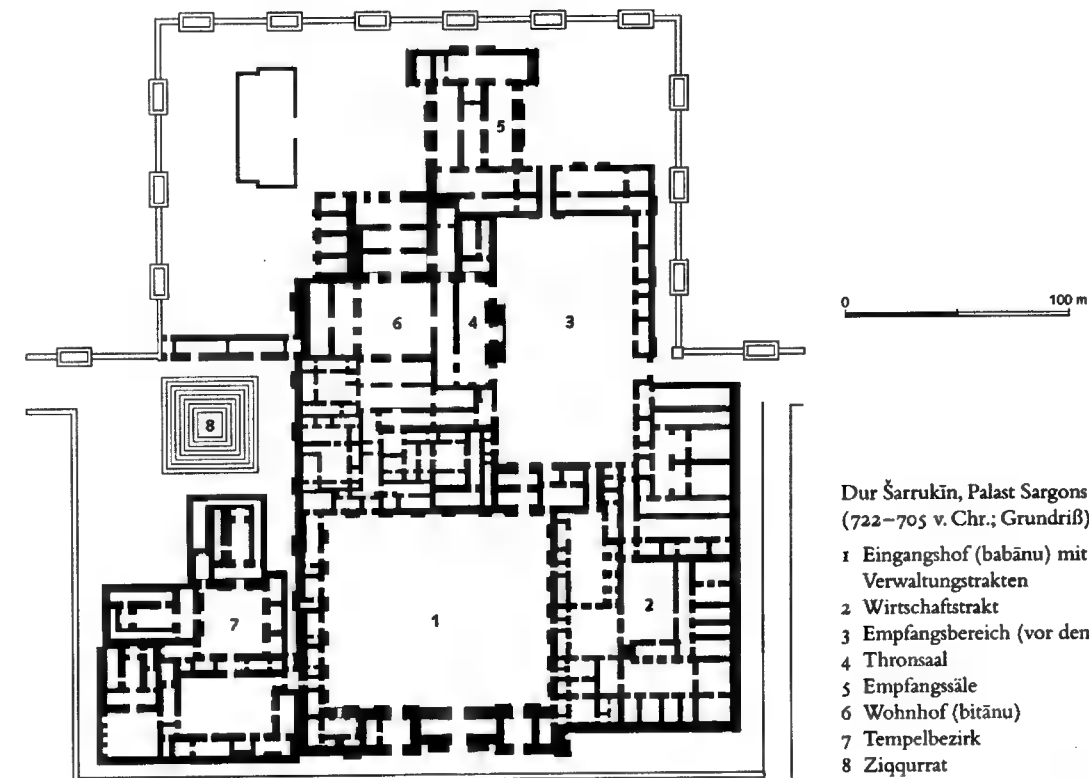 5
6
4
3
8
7
1
2
0 100 m
Dur Šarrukīn, Palast Sargons
(722–705 v. Chr.; Grundriß)
1 Eingangshof (babānu) mit
Verwaltungstrakten
2 Wirtschaftstrakt
3 Empfangsbereich (vor dem
4 Thronsaal
5 Empfangssäle
6 Wohnhof (bitānu)
7 Tempelbezirk
8 Ziqqurrat